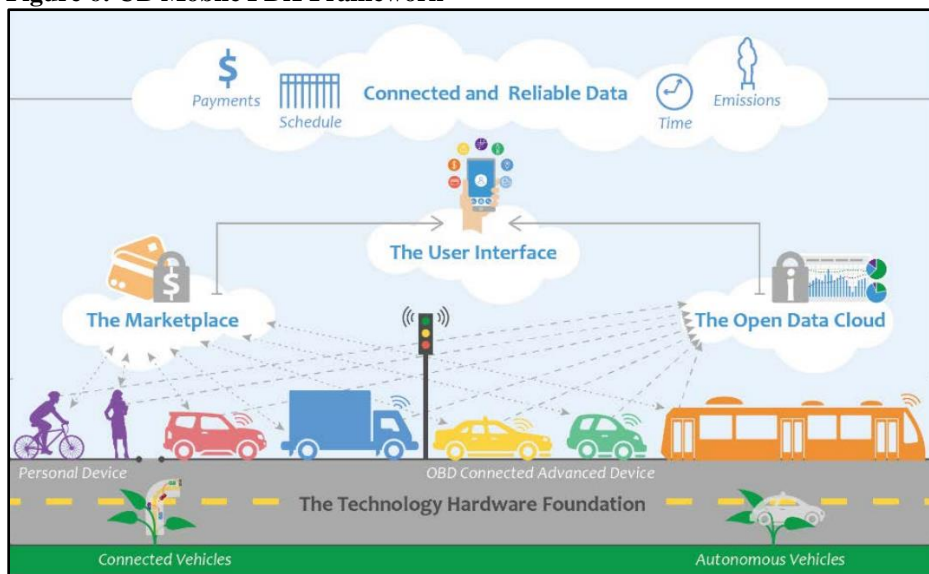 $
Payments
Schedule
Connected and Reliable Data
Time
Emissions
The User Interface
$
The Marketplace
i
The Open Data Cloud
Personal Device
OBD Connected Advanced Device
The Technology Hardware Foundation
Connected Vehicles
Autonomous Vehicles